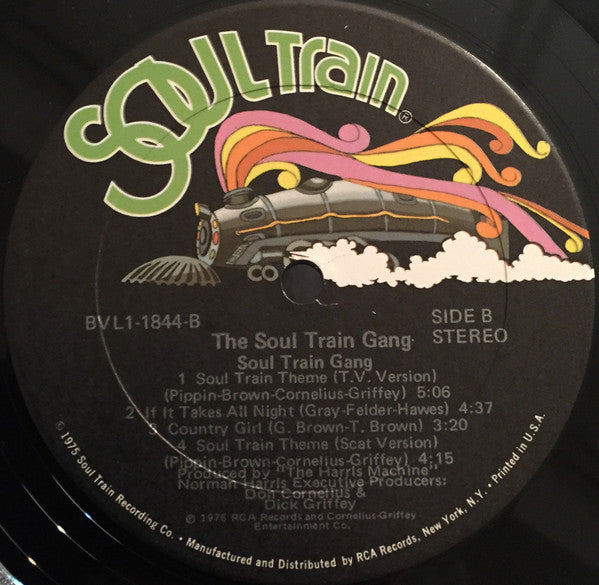 SOUL Train®
BVL1-1844-B
SIDE B
STEREO
The Soul Train Gang
Soul Train Gang
1 Soul Train Theme (T.V. Version)
(Pippin-Brown-Cornelius-Griffey) 5:06
2 If It Takes All Night (Gray-Felder-Hawes) 4:37
3 Country Girl (G. Brown-T. Brown) 3:20
4 Soul Train Theme (Scat Version)
(Pippin-Brown-Cornelius-Griffey) 4:15
Produced by "The Harris Machine"
Norman Harris Executive Producers:
Don Cornelius &
Dick Griffey
℗ 1976 RCA Records and Cornelius-Griffey
Entertainment Co.
© 1975 Soul Train Recording Co. • Manufactured and Distributed by RCA Records, New York, N.Y. • Printed in U.S.A.